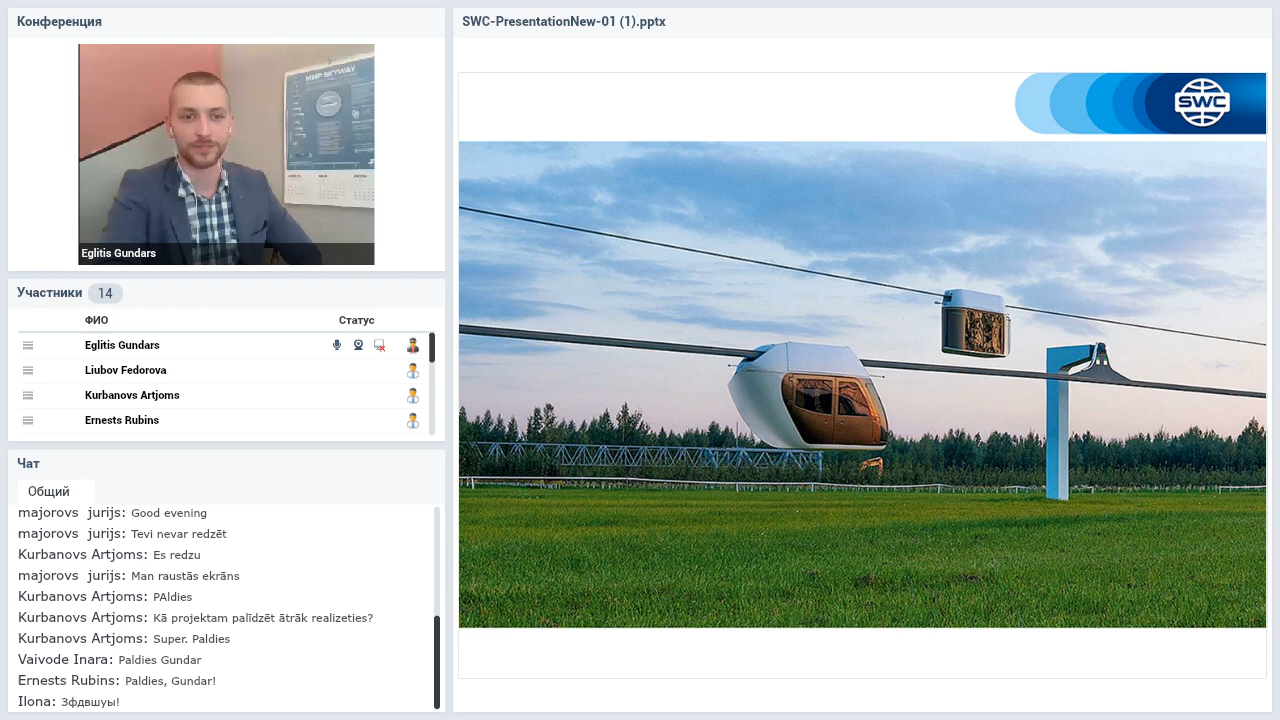 Конференция
МИР SKYWAY
Eglitis Gundars
Участники 14
ФИО Статус
Eglitis Gundars
Liubov Fedorova
Kurbanovs Artjoms
Ernests Rubins
Чат
Общий
majorovs jurijs: Good evening
majorovs jurijs: Tevi nevar redzēt
Kurbanovs Artjoms: Es redzu
majorovs jurijs: Man raustās ekrāns
Kurbanovs Artjoms: PAldies
Kurbanovs Artjoms: Kā projektam palīdzēt ātrāk realizeties?
Kurbanovs Artjoms: Super. Paldies
Vaivode Inara: Paldies Gundar
Ernests Rubins: Paldies, Gundar!
Ilona: Зфдвшуы!
SWC-PresentationNew-01 (1).pptx
SWC